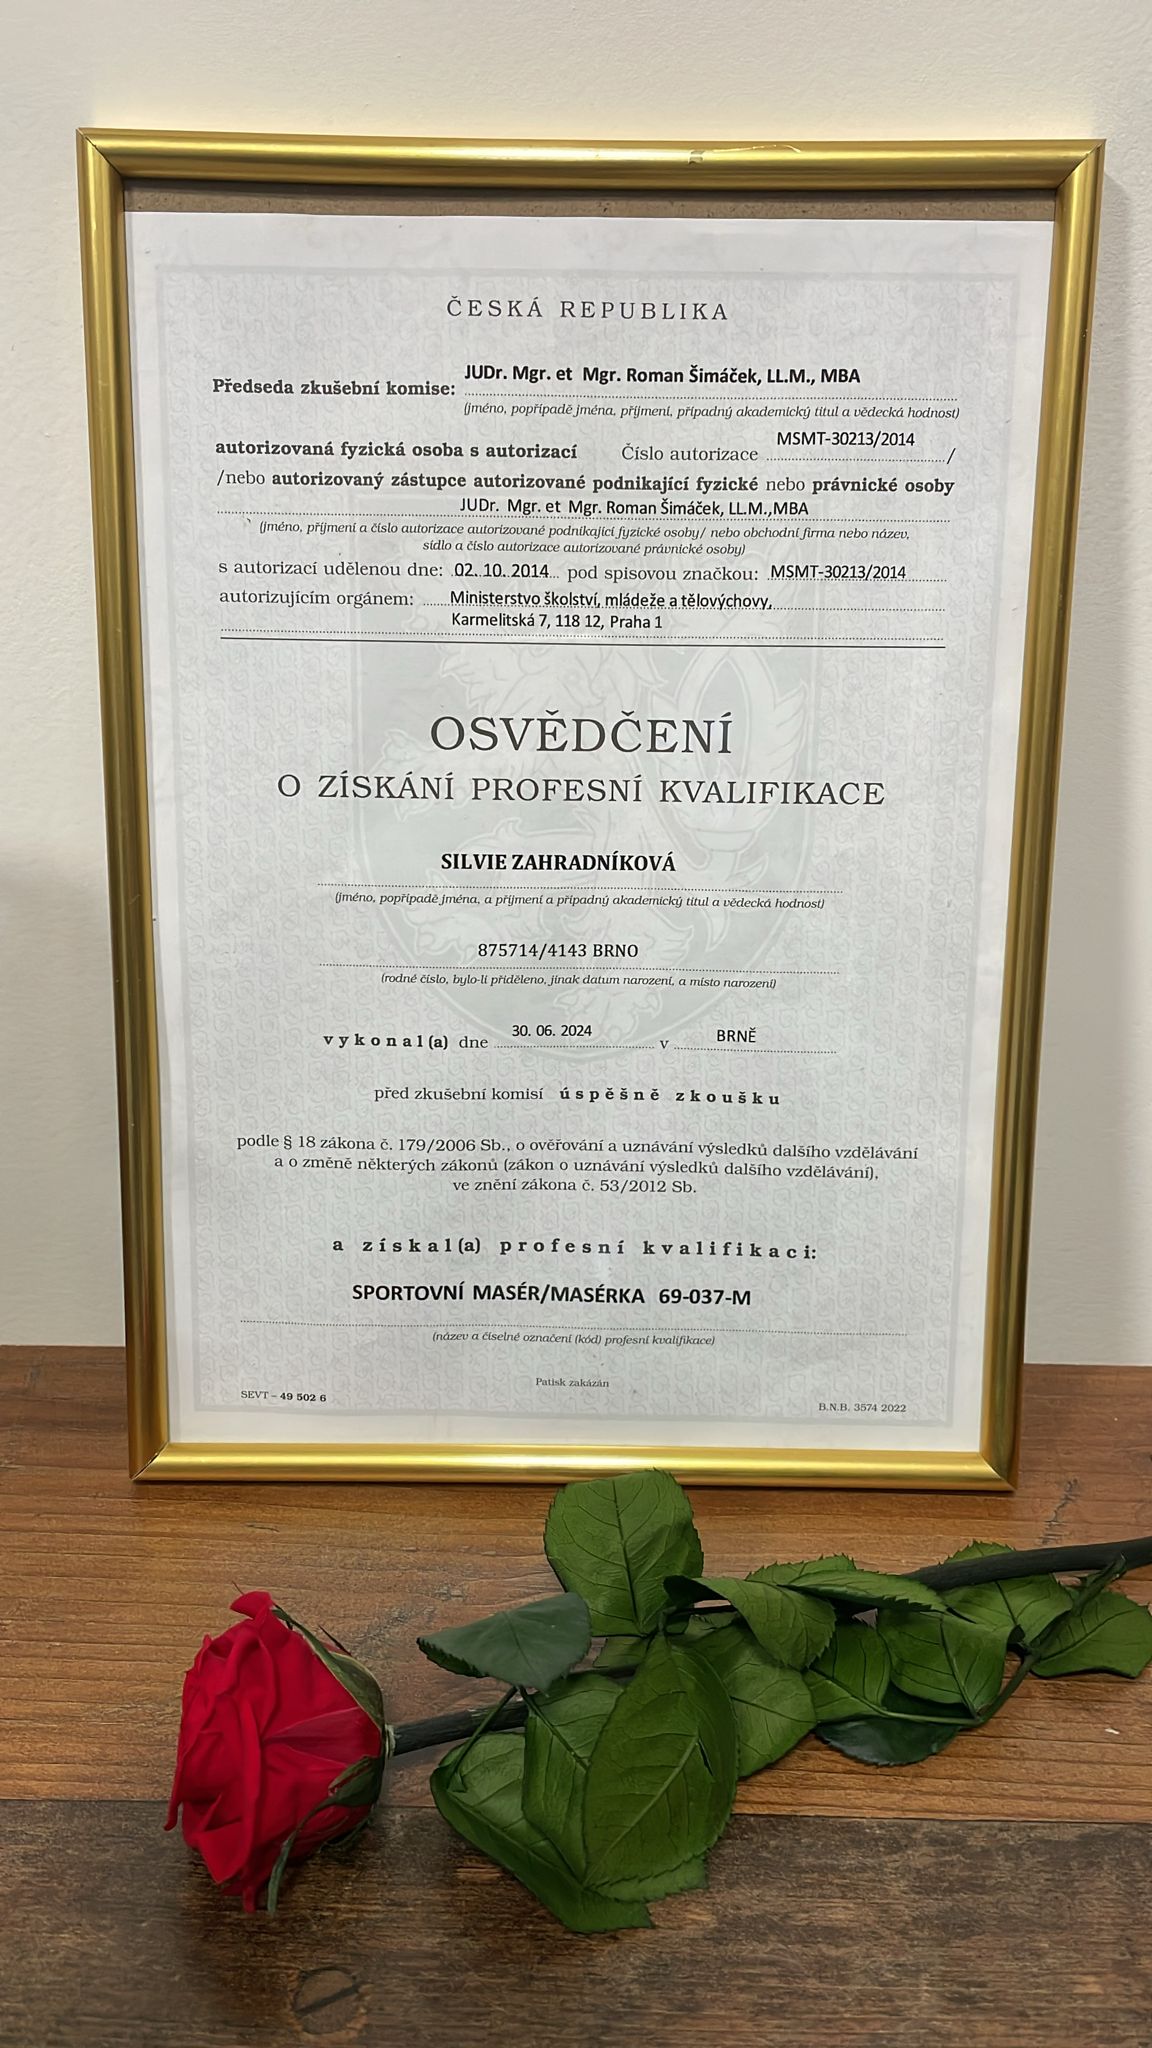 ČESKÁ REPUBLIKA
Předseda zkušební komise: JUDr. Mgr. et Mgr. Roman Šimáček, LL.M., MBA
(jméno, popřípadě jména, příjmení, případný akademický titul a vědecká hodnost)
autorizovaná fyzická osoba s autorizací Číslo autorizace MSMT-30213/2014 /
/nebo autorizovaný zástupce autorizované podnikající fyzické nebo právnické osoby
JUDr. Mgr. et Mgr. Roman Šimáček, LL.M.,MBA
(jméno, příjmení a číslo autorizace autorizované podnikající fyzické osoby/ nebo obchodní firma nebo název,
sídlo a číslo autorizace autorizované právnické osoby)
s autorizací udělenou dne: 02. 10. 2014 pod spisovou značkou: MSMT-30213/2014
autorizujícím orgánem: Ministerstvo školství, mládeže a tělovýchovy,
Karmelitská 7, 118 12, Praha 1
OSVĚDČENÍ
O ZÍSKÁNÍ PROFESNÍ KVALIFIKACE
SILVIE ZAHRADNÍKOVÁ
(jméno, popřípadě jména, a příjmení a případný akademický titul a vědecká hodnost)
875714/4143 BRNO
(rodné číslo, bylo-li přiděleno, jinak datum narození, a místo narození)
vykonal(a) dne 30. 06. 2024 v BRNĚ
před zkušební komisí úspěšně zkoušku
podle § 18 zákona č. 179/2006 Sb., o ověřování a uznávání výsledků dalšího vzdělávání
a o změně některých zákonů (zákon o uznávání výsledků dalšího vzdělávání),
ve znění zákona č. 53/2012 Sb.
a získal(a) profesní kvalifikaci:
SPORTOVNÍ MASÉR/MASÉRKA 69-037-M
(název a číselné označení (kód) profesní kvalifikace)
Patisk zakázán
SEVT – 49 502 6
B.N.B. 3574 2022